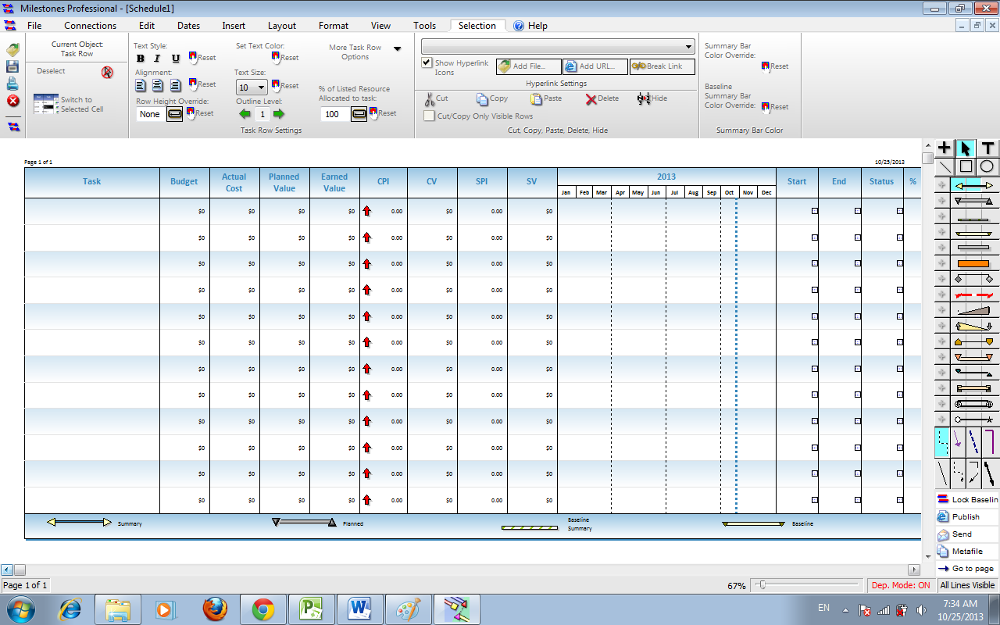 Milestones Professional - [Schedule1]
File Connections Edit Dates Insert Layout Format View Tools Selection Help
Current Object:
Task Row
Deselect
Switch to
Selected Cell
Text Style:
B I U Reset
Alignment:
Reset
Row Height Override:
None Reset
Set Text Color:
Reset
Text Size:
10 Reset
Outline Level:
1
More Task Row
Options
% of Listed Resource
Allocated to task:
100 Reset
Task Row Settings
Show Hyperlink
Icons
Add File... Add URL... Break Link
Hyperlink Settings
Cut Copy Paste Delete Hide
Cut/Copy Only Visible Rows
Cut, Copy, Paste, Delete, Hide
Summary Bar
Color Override:
Reset
Baseline
Summary Bar
Color Override:
Reset
Summary Bar Color
Page 1 of 1 10/25/2013
Task Budget Actual Cost Planned Value Earned Value CPI CV SPI SV 2013 Start End Status %
Jan Feb Mar Apr May Jun Jul Aug Sep Oct Nov Dec
$0 $0 $0 $0 0.00 $0 0.00 $0
$0 $0 $0 $0 0.00 $0 0.00 $0
$0 $0 $0 $0 0.00 $0 0.00 $0
$0 $0 $0 $0 0.00 $0 0.00 $0
$0 $0 $0 $0 0.00 $0 0.00 $0
$0 $0 $0 $0 0.00 $0 0.00 $0
$0 $0 $0 $0 0.00 $0 0.00 $0
$0 $0 $0 $0 0.00 $0 0.00 $0
$0 $0 $0 $0 0.00 $0 0.00 $0
$0 $0 $0 $0 0.00 $0 0.00 $0
$0 $0 $0 $0 0.00 $0 0.00 $0
$0 $0 $0 $0 0.00 $0 0.00 $0
Summary Planned Baseline Summary Baseline
T
Lock Baselin
Publish
Send
Metafile
Go to page
Page 1 of 1 67% Dep. Mode: ON All Lines Visible
EN 7:34 AM
10/25/2013